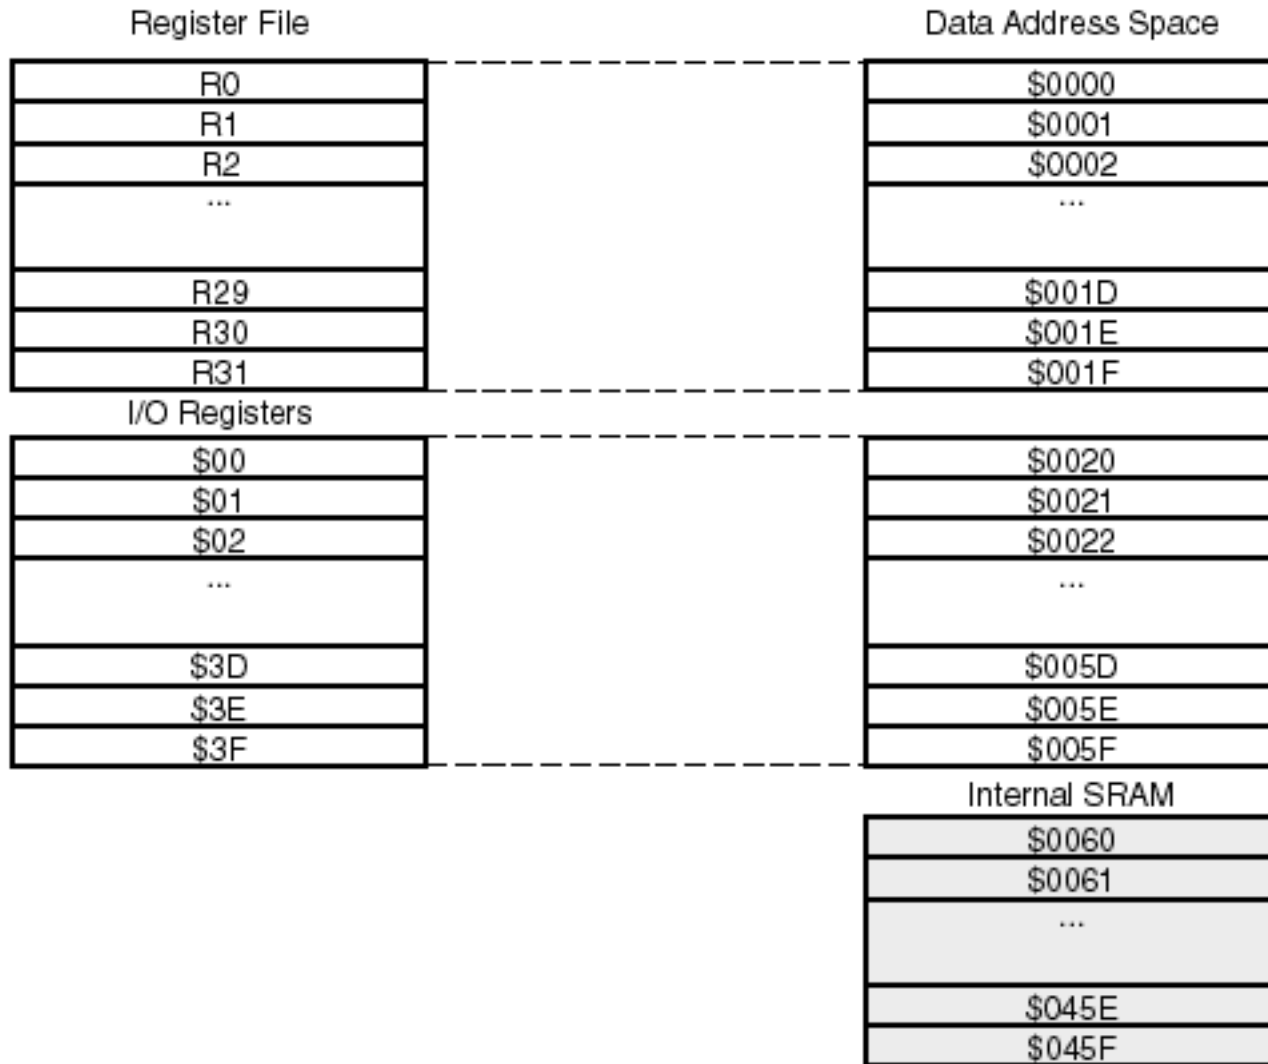 Register File Data Address Space
R0 $0000
R1 $0001
R2 $0002
... ...
R29 $001D
R30 $001E
R31 $001F
I/O Registers
$00 $0020
$01 $0021
$02 $0022
... ...
$3D $005D
$3E $005E
$3F $005F
Internal SRAM
$0060
$0061
...
$045E
$045F